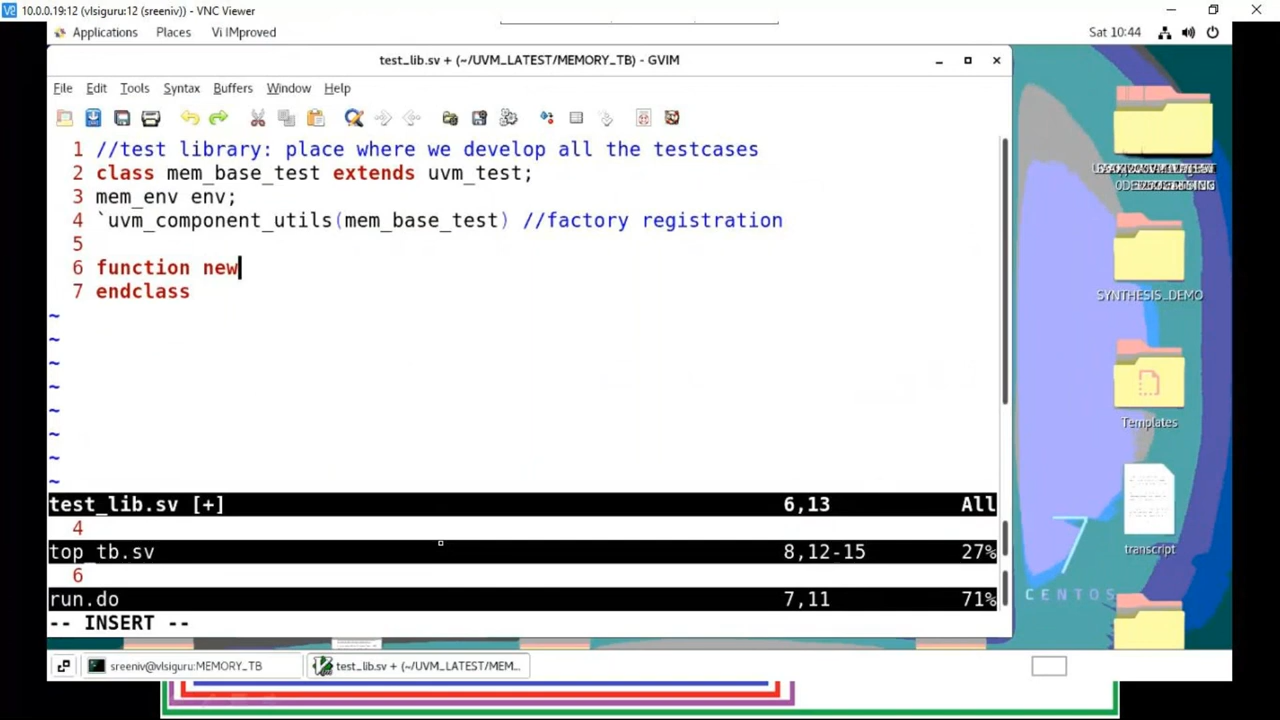 10.0.0.19:12 (vlsiguru:12 (sreeniv)) - VNC Viewer
Applications Places Vi IMproved Sat 10:44
test_lib.sv + (~/UVM_LATEST/MEMORY_TB) - GVIM
File Edit Tools Syntax Buffers Window Help
1 //test library: place where we develop all the testcases
2 class mem_base_test extends uvm_test;
3 mem_env env;
4 `uvm_component_utils(mem_base_test) //factory registration
5
6 function new
7 endclass
~
~
~
~
~
~
~
~
test_lib.sv [+] 6,13 All
4
top_tb.sv 8,12-15 27%
6
run.do 7,11 71%
-- INSERT --
SYNTHESIS_DEMO
Templates
transcript
7
CENTOS
sreeniv@vlsiguru:MEMORY_TB
test_lib.sv + (~/UVM_LATEST/MEM...